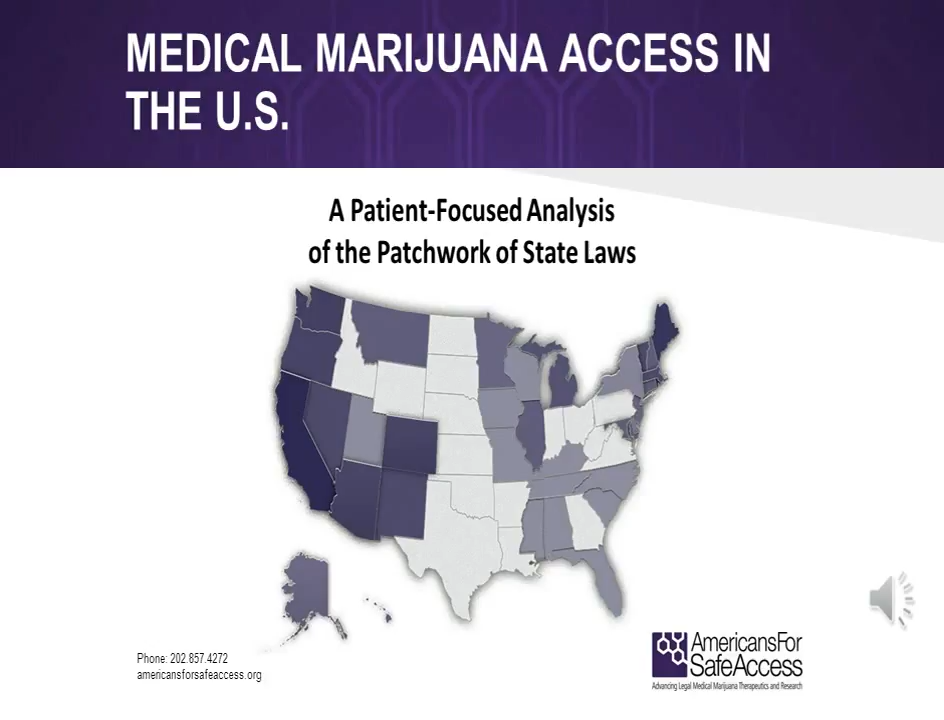 MEDICAL MARIJUANA ACCESS IN
THE U.S.
A Patient-Focused Analysis
of the Patchwork of State Laws
Phone: 202.857.4272
americansforsafeaccess.org
AmericansFor
SafeAccess
Advancing Legal Medical Marijuana Therapeutics and Research